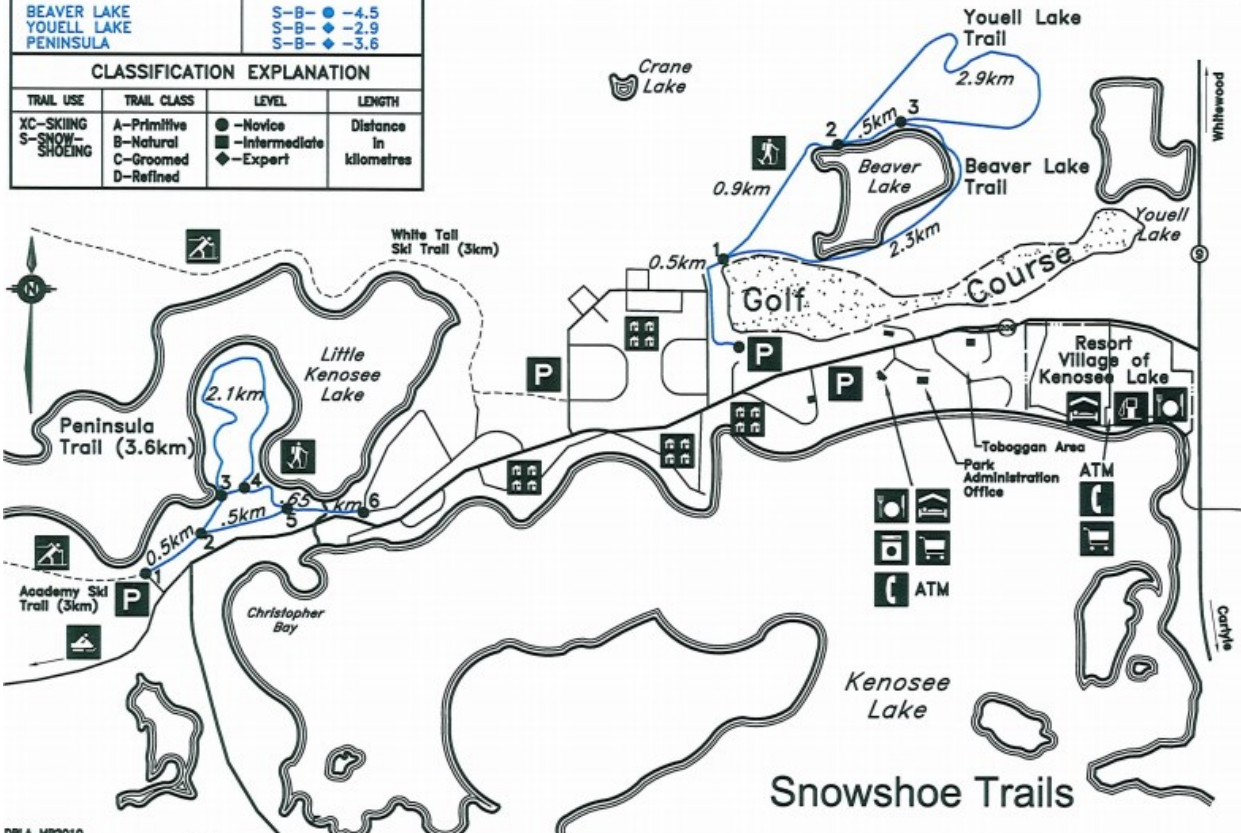 BEAVER LAKE S-B- ● -4.5
YOUELL LAKE S-B- ◆ -2.9
PENINSULA S-B- ◆ -3.6
CLASSIFICATION EXPLANATION
TRAIL USE TRAIL CLASS LEVEL LENGTH
XC-SKIING A-Primitive ● -Novice Distance
S-SNOW- B-Natural ■ -Intermediate in
SHOEING C-Groomed ◆ -Expert kilometres
D-Refined
Youell Lake
Trail
2.9km
Crane
Lake
3
.5km
2
Beaver
Lake
Beaver Lake
Trail
0.9km
2.3km
Whitewood
Youell
Lake
9
White Tail
Ski Trail (3km)
N
1
0.5km
Golf Course
P
P
P
Resort
Village of
Kenosee Lake
Little
Kenosee
Lake
2.1km
Peninsula
Trail (3.6km)
3
4
.65 km
6
.5km
5
0.5km
2
1
Academy Ski
Trail (3km)
P
Toboggan Area
Park
Administration
Office
ATM
ATM
Christopher
Bay
Carlyle
Kenosee
Lake
Snowshoe Trails